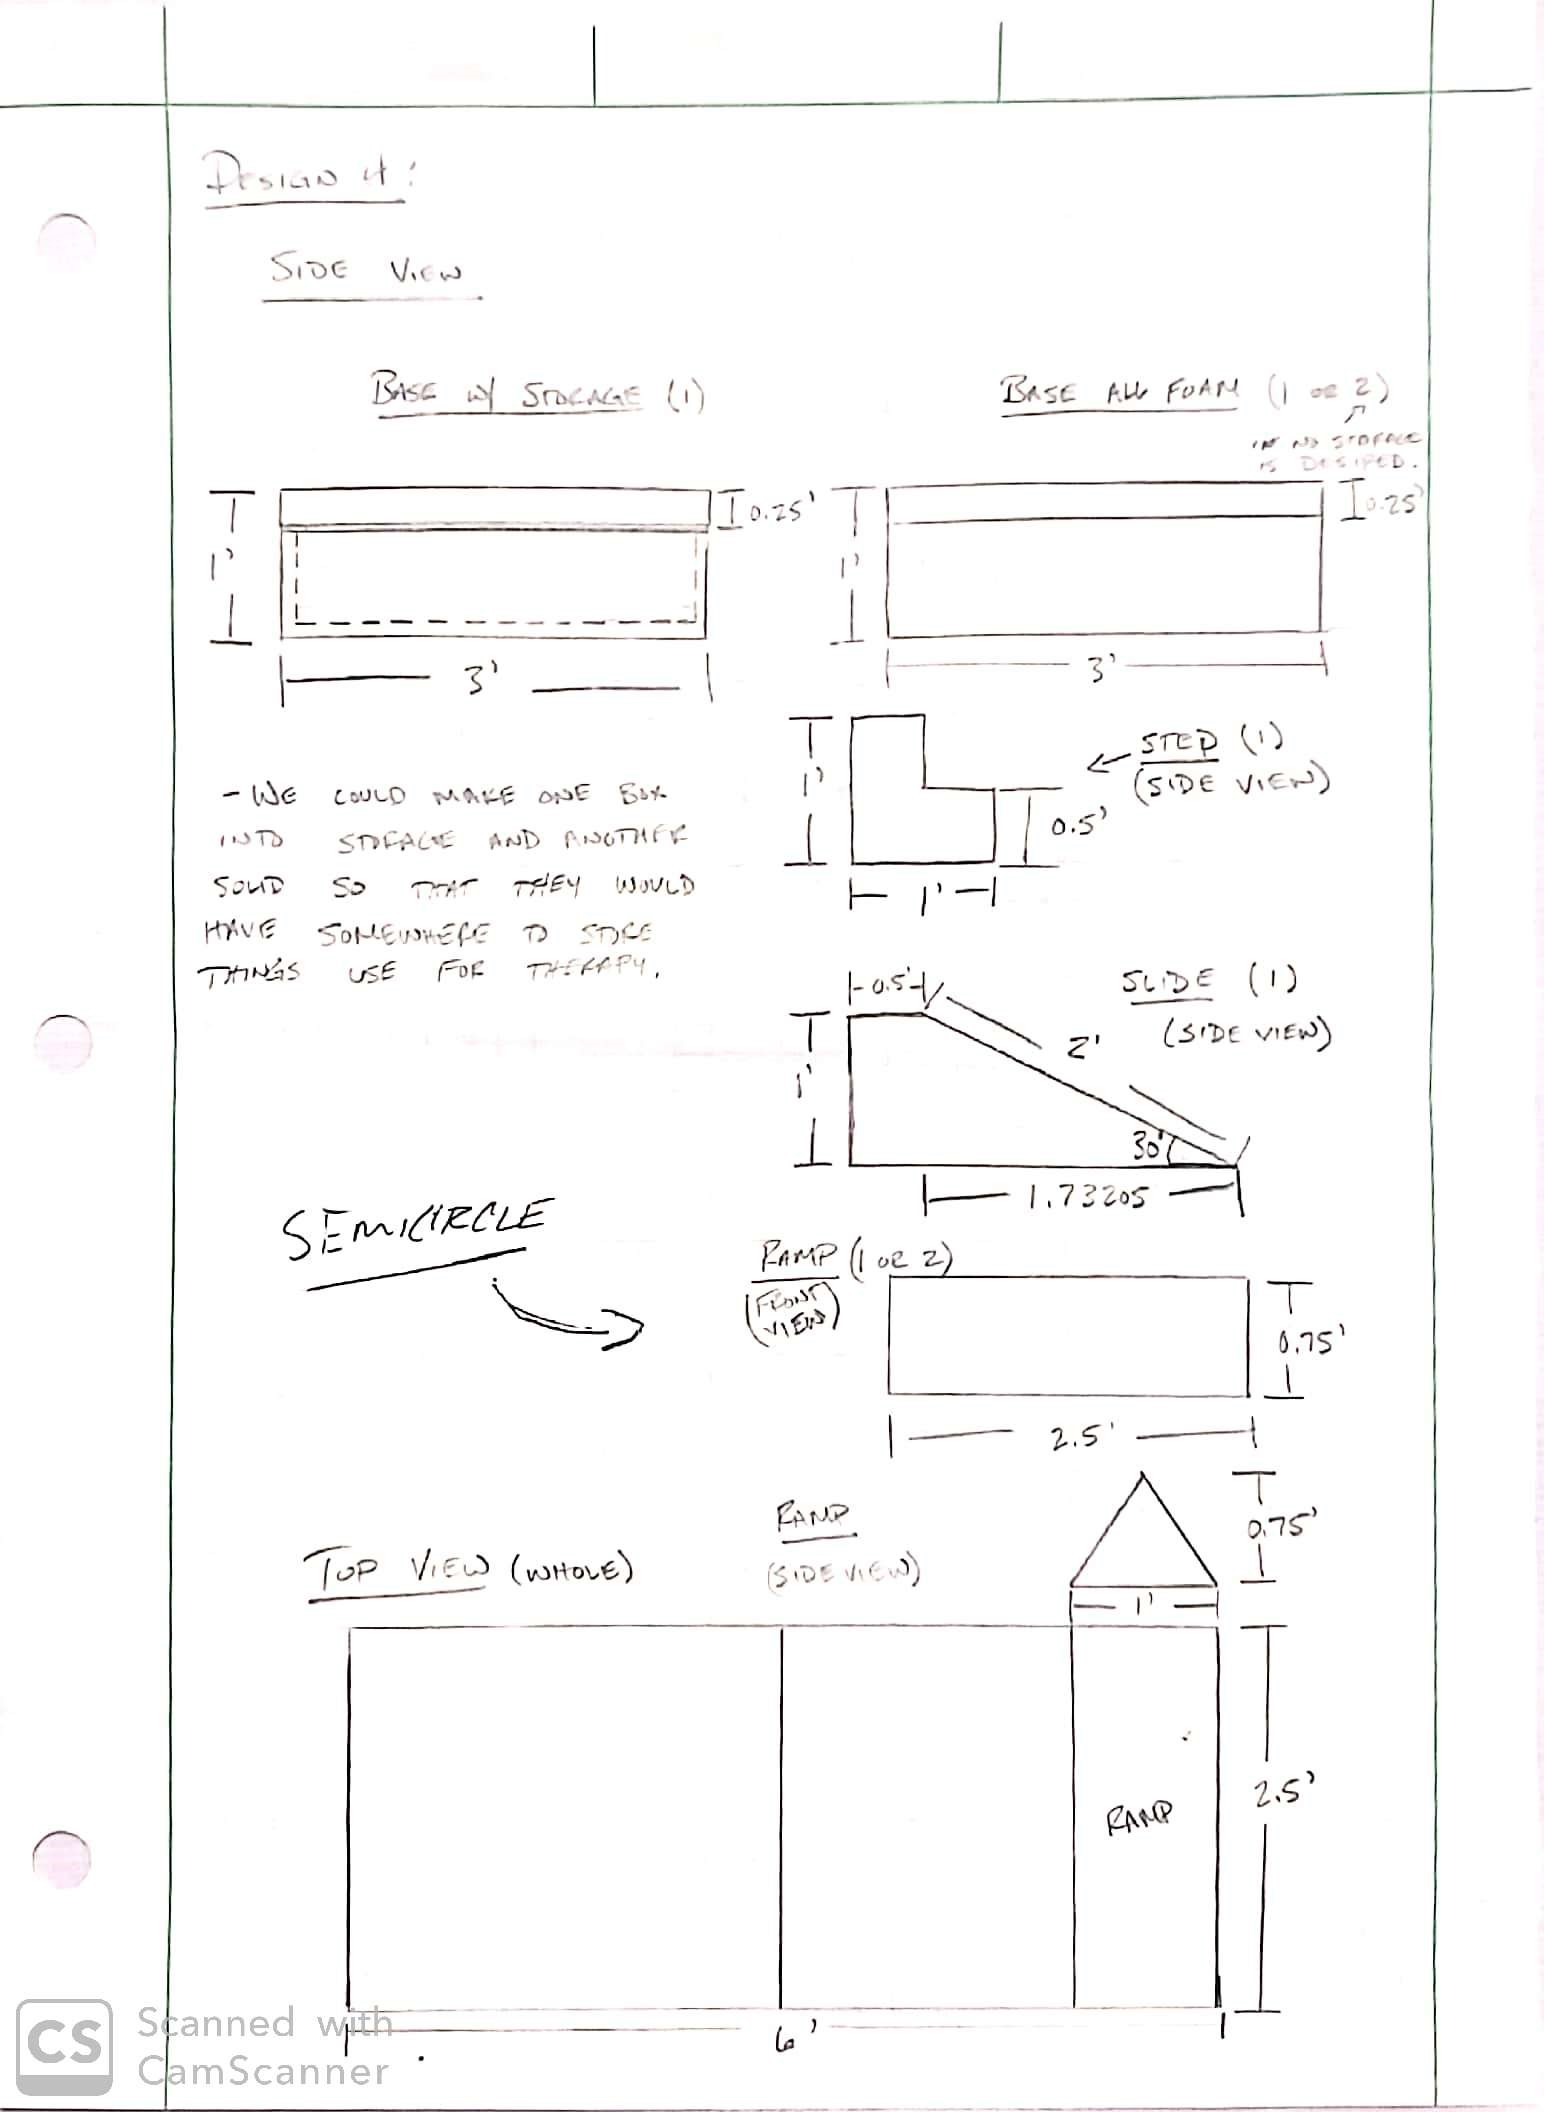 DESIGN 4:
SIDE VIEW
BASE W/ STORAGE (1)
BASE ALL FOAM (1 OR 2)
IF NO STORAGE
IS DESIRED.
1'
0.25'
3'
1'
0.25'
3'
- WE COULD MAKE ONE BOX
INTO STORAGE AND ANOTHER
SOLID SO THAT THEY WOULD
HAVE SOMEWHERE TO STORE
THINGS USE FOR THERAPY.
STEP (1)
(SIDE VIEW)
1'
0.5'
1'
SLIDE (1)
(SIDE VIEW)
0.5'
2'
1'
30°
1.73205
SEMICIRCLE
RAMP (1 OR 2)
(FRONT
VIEW)
0.75'
2.5'
RAMP
(SIDE VIEW)
0.75'
1'
TOP VIEW (WHOLE)
RAMP
2.5'
6'
CS
Scanned with
CamScanner